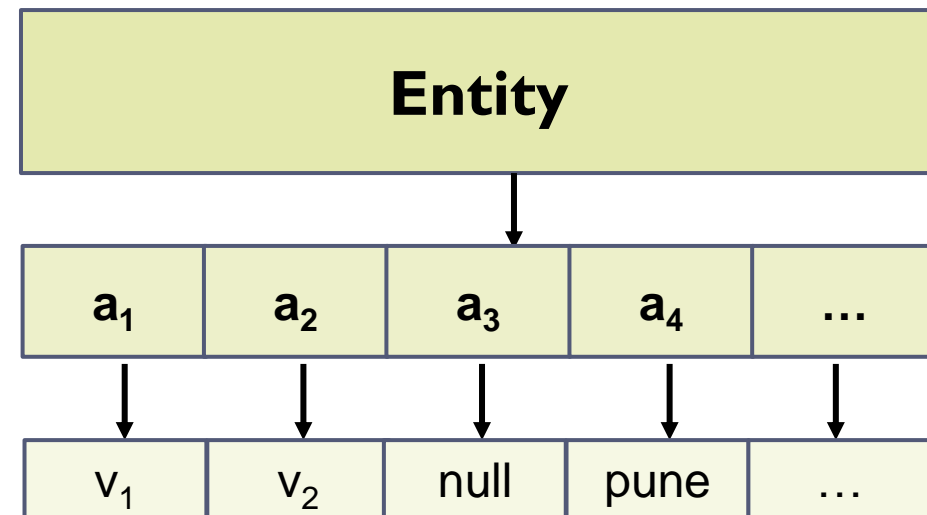 Entity
a₁ a₂ a₃ a₄ ...
v₁ v₂ null pune ...